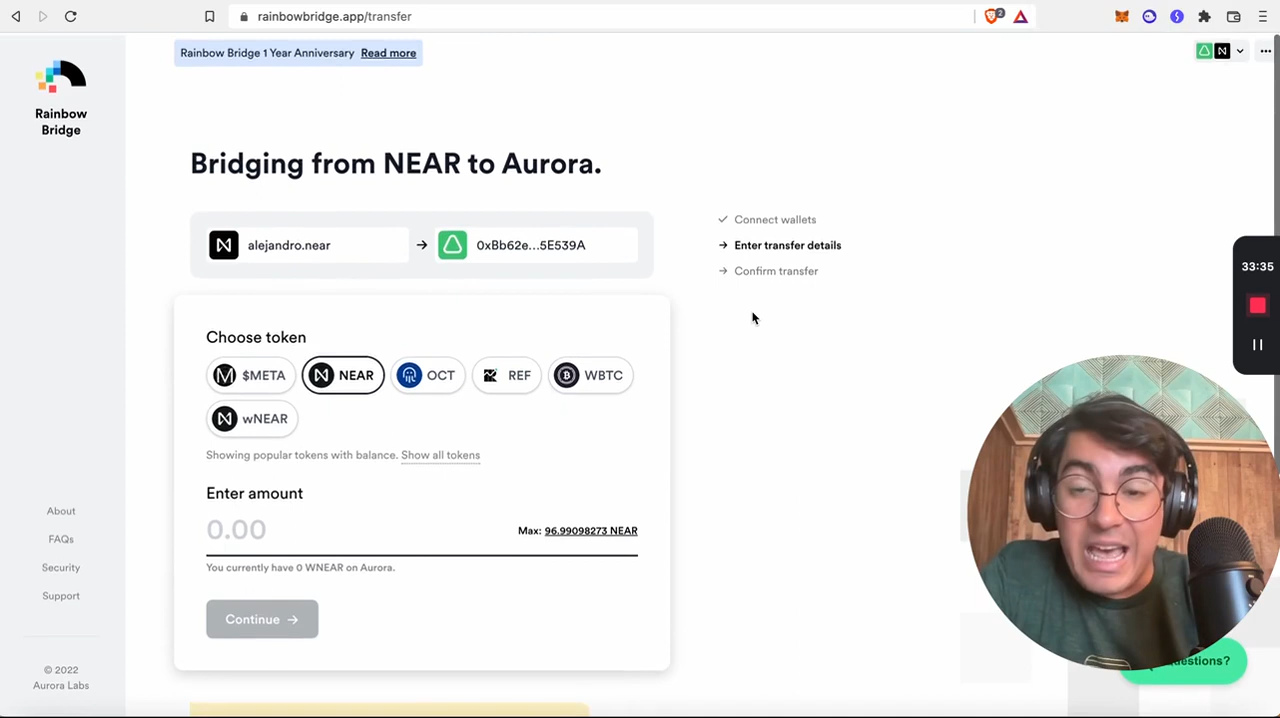 rainbowbridge.app/transfer
2
Rainbow Bridge 1 Year Anniversary Read more
Rainbow
Bridge
Bridging from NEAR to Aurora.
alejandro.near → 0xBb62e...5E539A
Connect wallets
→ Enter transfer details
→ Confirm transfer
33:35
Choose token
$META NEAR OCT REF WBTC
wNEAR
Showing popular tokens with balance. Show all tokens
Enter amount
0.00
Max: 96.99098273 NEAR
You currently have 0 WNEAR on Aurora.
Continue →
About
FAQs
Security
Support
© 2022
Aurora Labs